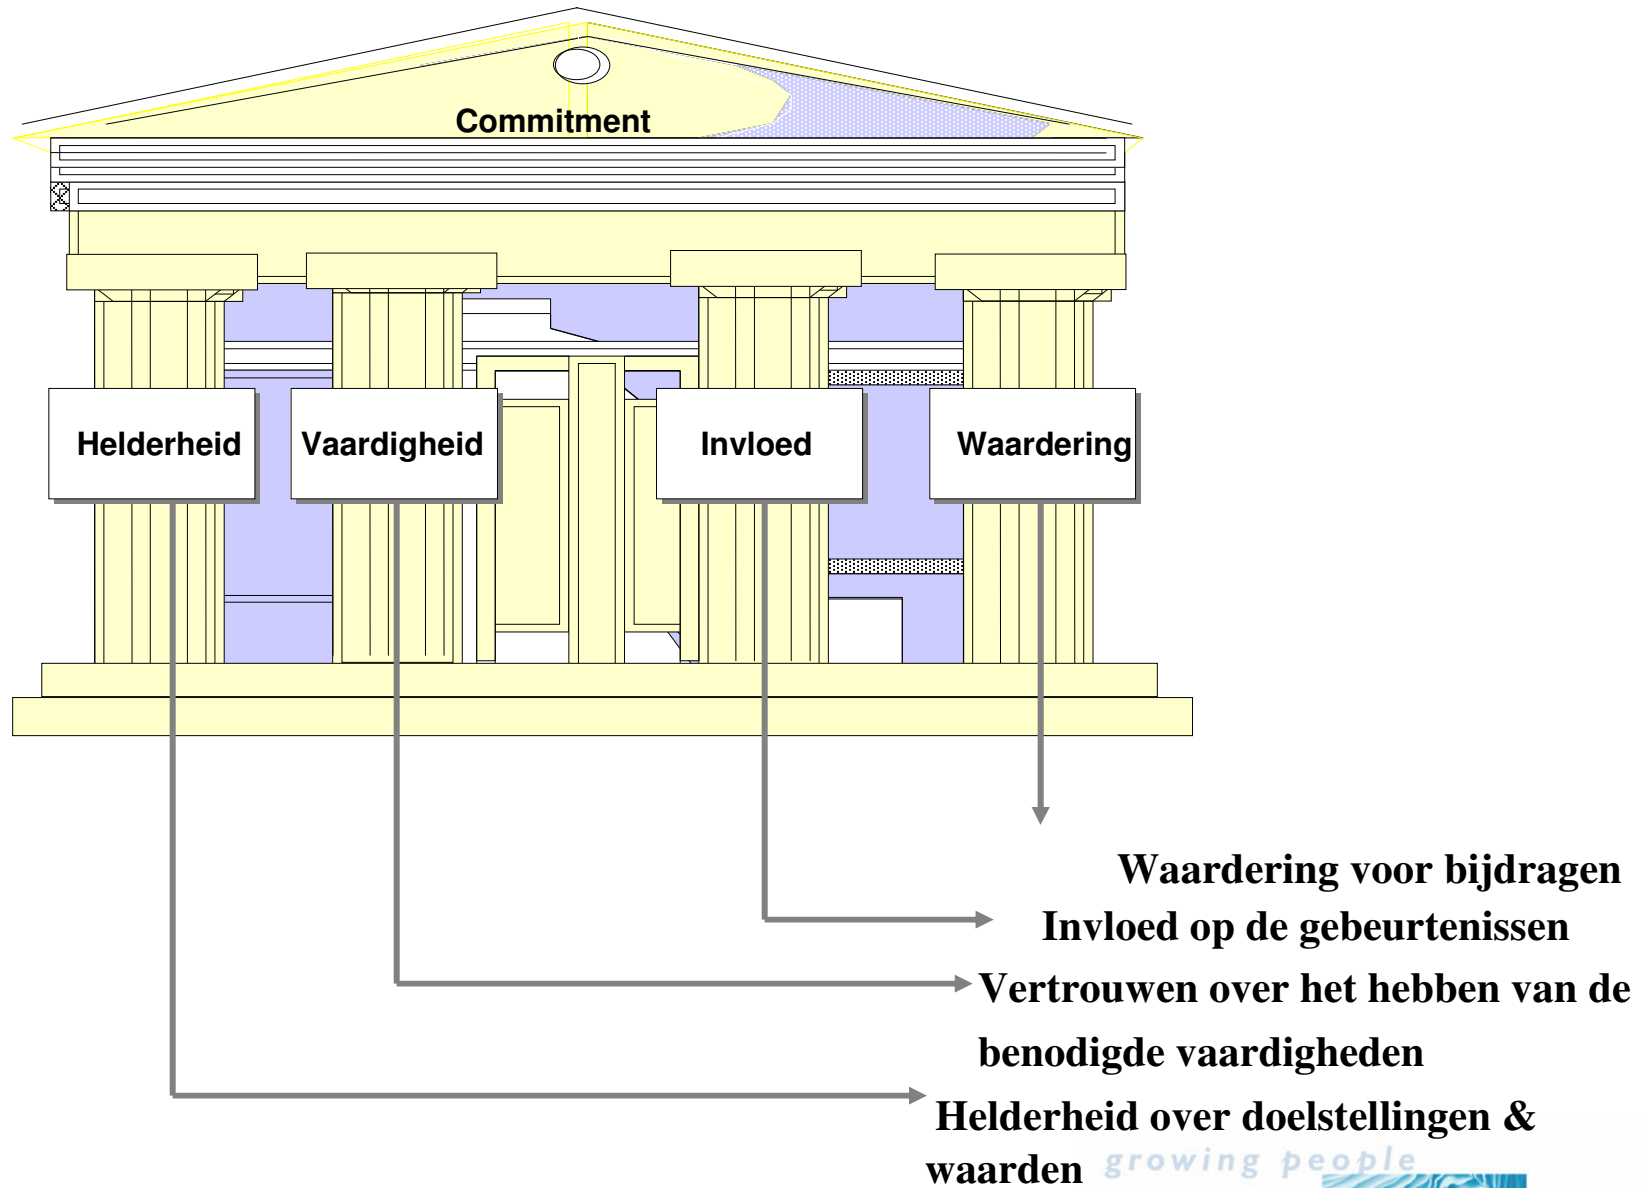 Commitment
Helderheid
Vaardigheid
Invloed
Waardering
Waardering voor bijdragen
Invloed op de gebeurtenissen
Vertrouwen over het hebben van de
benodigde vaardigheden
Helderheid over doelstellingen &
waarden
growing people